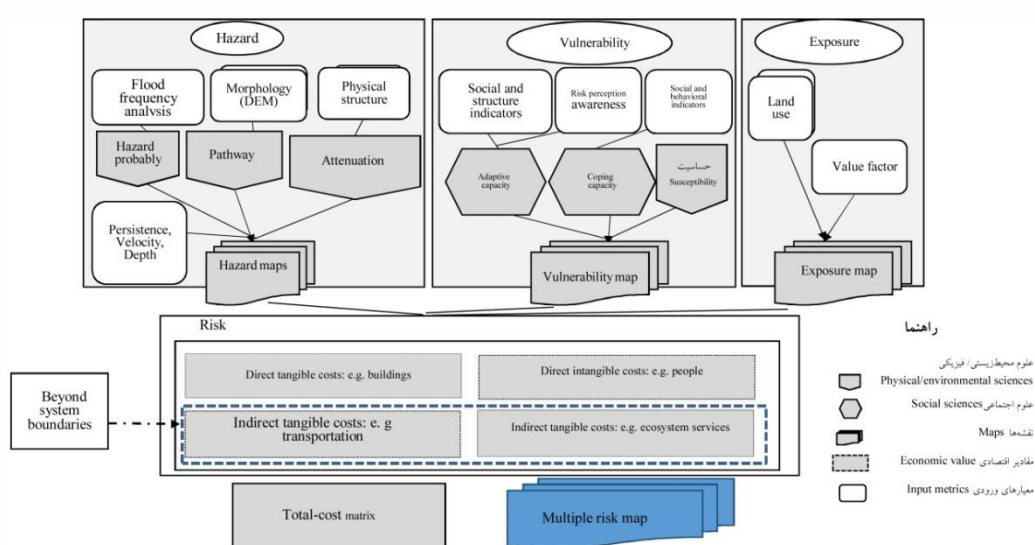 Hazard
Flood
frequency
analysis
Morphology
(DEM)
Physical
structure
Hazard
probably
Pathway
Attenuation
Persistence,
Velocity,
Depth
Hazard maps
Vulnerability
Social and
structure
indicators
Risk perception
awareness
Social and
behavioral
indicators
Adaptive
capacity
Coping
capacity
حساسیت
Susceptibility
Vulnerability map
Exposure
Land
use
Value factor
Exposure map
Risk
Direct tangible costs: e.g. buildings
Direct intangible costs: e.g. people
Indirect tangible costs: e. g
transportation
Indirect tangible costs: e.g. ecosystem services
Beyond
system
boundaries
Total-cost matrix
Multiple risk map
راهنما
علوم محیط‌زیستی/ فیزیکی
Physical/environmental sciences
علوم اجتماعی Social sciences
نقشه‌ها Maps
مقادیر اقتصادی Economic value
معیارهای ورودی Input metrics